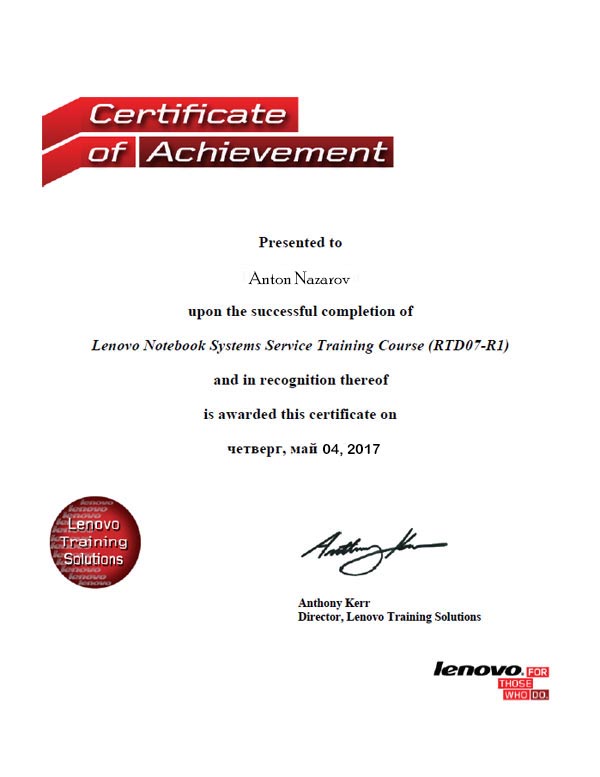 Certificate
of Achievement
Presented to
Anton Nazarov
upon the successful completion of
Lenovo Notebook Systems Service Training Course (RTD07-R1)
and in recognition thereof
is awarded this certificate on
четверг, май 04, 2017
Lenovo
Training
Solutions
Anthony Kerr
Director, Lenovo Training Solutions
lenovo. FOR
THOSE
WHO DO.